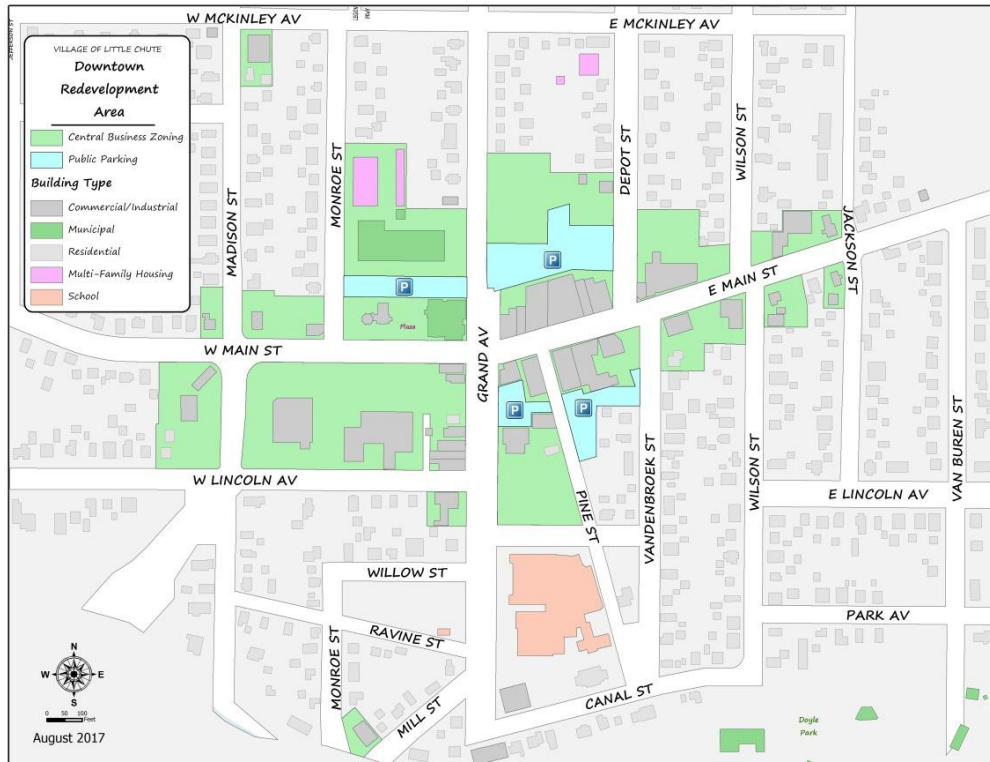 W MCKINLEY AV
E MCKINLEY AV
JEFFERSON ST
VILLAGE OF LITTLE CHUTE
Downtown
Redevelopment
Area
Central Business Zoning
Public Parking
Building Type
Commercial/Industrial
Municipal
Residential
Multi-Family Housing
School
MADISON ST
MONROE ST
DEPOT ST
WILSON ST
JACKSON ST
P
P
E MAIN ST
Plaza
W MAIN ST
GRAND AV
P
P
VAN BUREN ST
W LINCOLN AV
PINE ST
VANDENBROEK ST
WILSON ST
E LINCOLN AV
WILLOW ST
RAVINE ST
PARK AV
MONROE ST
MILL ST
CANAL ST
Doyle
Park
N
W E
S
0 50 100
Feet
August 2017